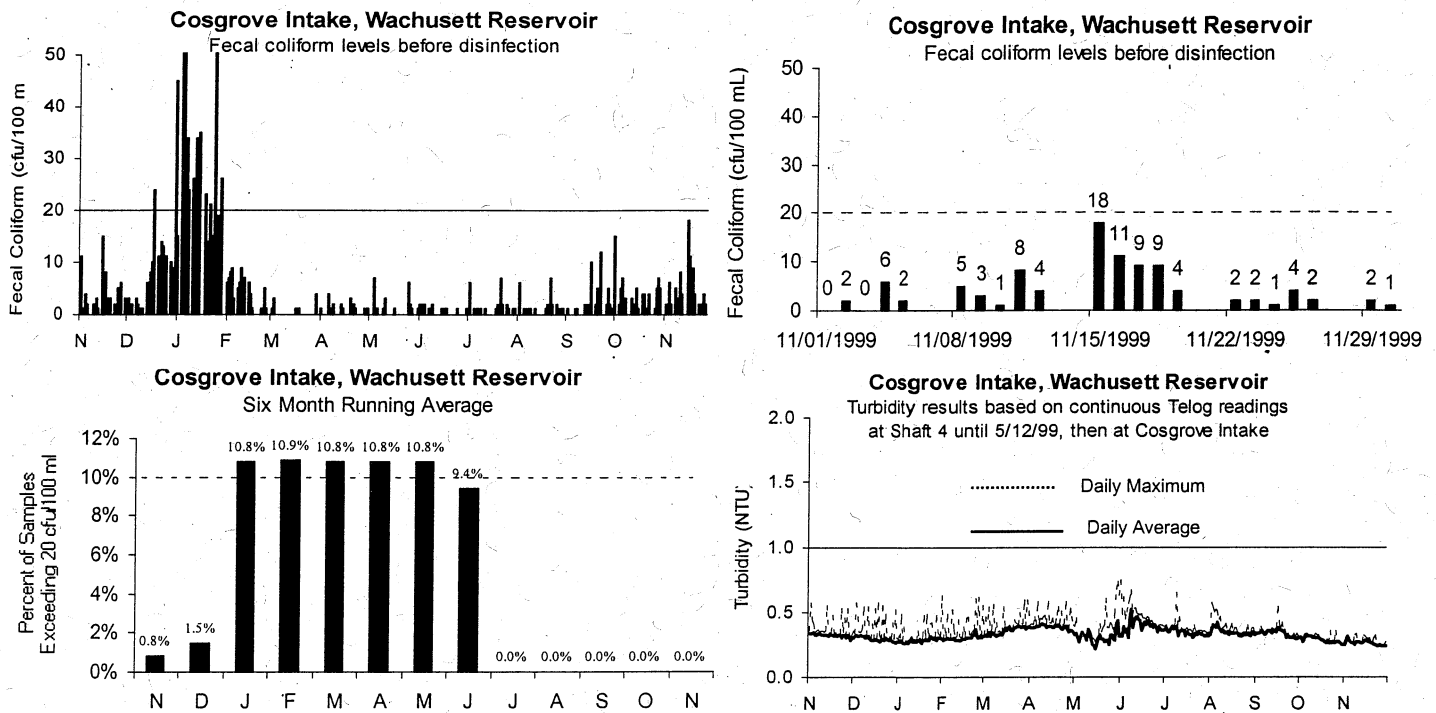 Cosgrove Intake, Wachusett Reservoir
Fecal coliform levels before disinfection
Fecal Coliform (cfu/100 m
50
40
30
20
10
0
N D J F M A M J J A S O N
Cosgrove Intake, Wachusett Reservoir
Fecal coliform levels before disinfection
Fecal Coliform (cfu/100 mL)
50
40
30
20
10
0
0 2 0 6 2 5 3 1 8 4 18 11 9 9 4 2 2 1 4 2 2 1
11/01/1999 11/08/1999 11/15/1999 11/22/1999 11/29/1999
Cosgrove Intake, Wachusett Reservoir
Six Month Running Average
Percent of Samples
Exceeding 20 cfu/100 ml
12%
10%
8%
6%
4%
2%
0%
0.8% 1.5% 10.8% 10.9% 10.8% 10.8% 10.8% 9.4% 0.0% 0.0% 0.0% 0.0% 0.0%
N D J F M A M J J A S O N
Cosgrove Intake, Wachusett Reservoir
Turbidity results based on continuous Telog readings
at Shaft 4 until 5/12/99, then at Cosgrove Intake
Turbidity (NTU)
2.0
1.5
1.0
0.5
0.0
Daily Maximum
Daily Average
N D J F M A M J J A S O N